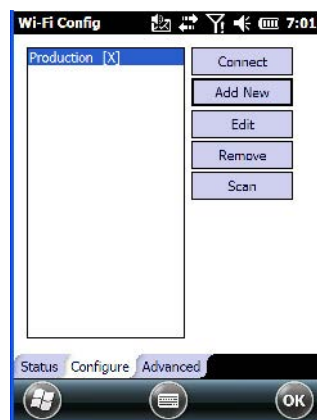 Wi-Fi Config 7:01
Production [X]
Connect
Add New
Edit
Remove
Scan
Status Configure Advanced
OK